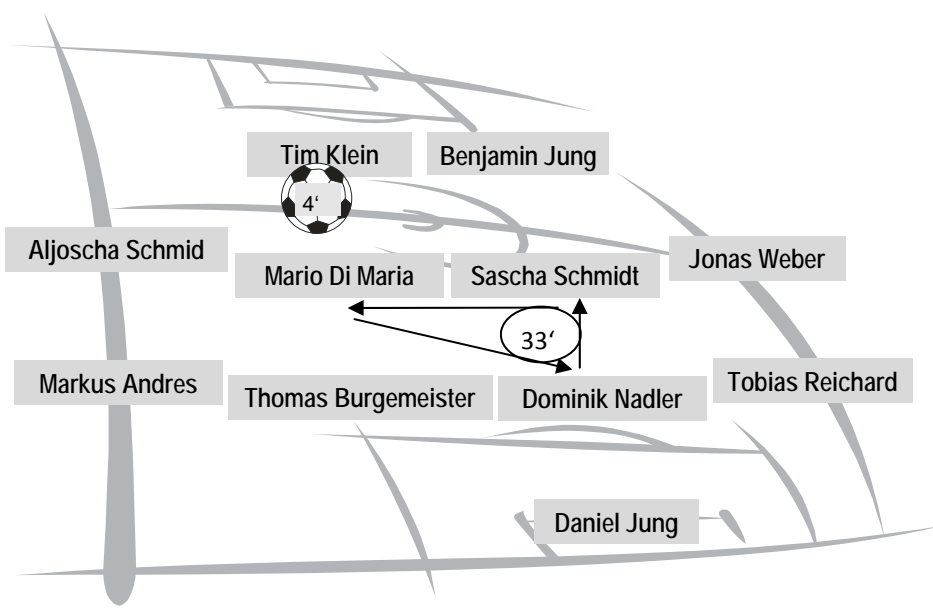 Tim Klein
Benjamin Jung
4‘
Aljoscha Schmid
Mario Di Maria
Sascha Schmidt
Jonas Weber
33‘
Markus Andres
Thomas Burgemeister
Dominik Nadler
Tobias Reichard
Daniel Jung